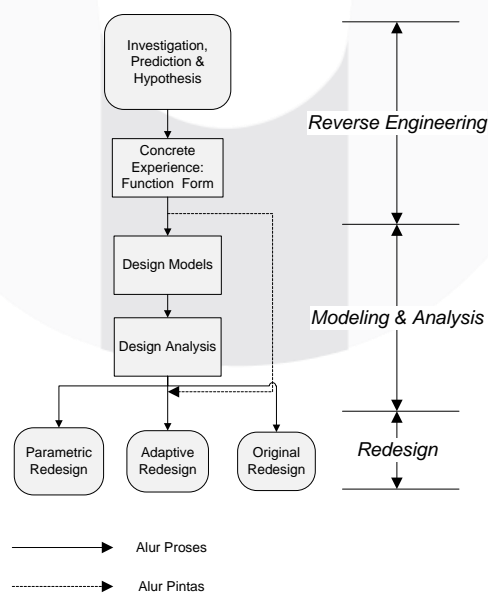 Investigation,
Prediction &
Hypothesis
Reverse Engineering
Concrete
Experience:
Function Form
Design Models
Modeling & Analysis
Design Analysis
Parametric
Redesign
Adaptive
Redesign
Original
Redesign
Redesign
Alur Proses
Alur Pintas